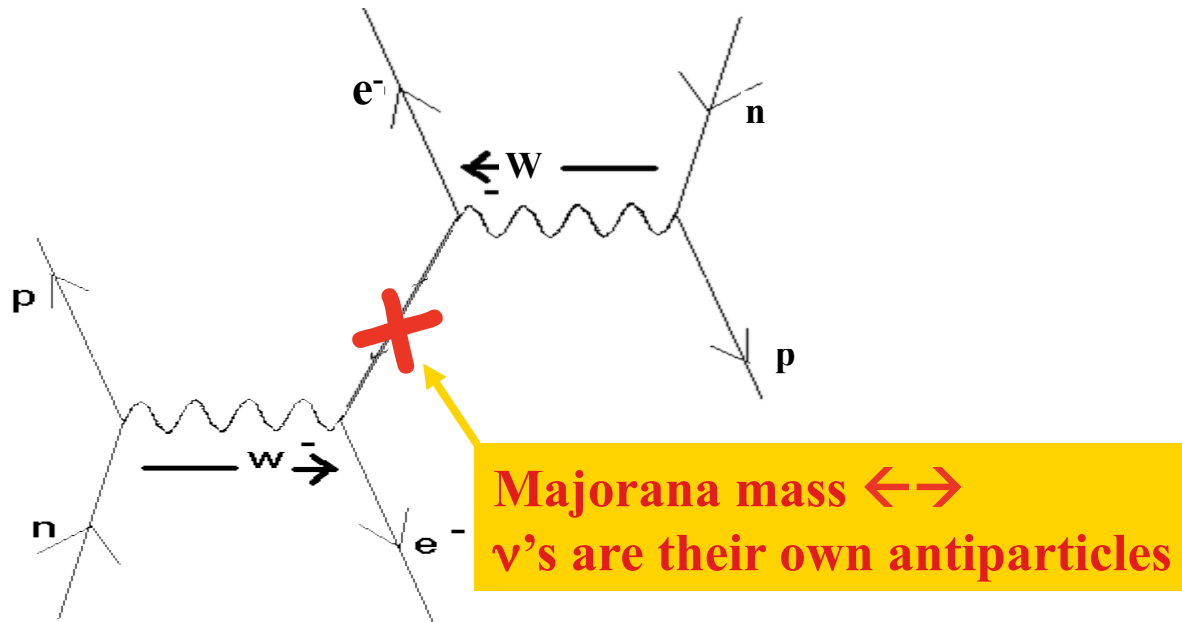 e-
n
W
-
p
p
W-
n
e-
Majorana mass ←→
ν’s are their own antiparticles